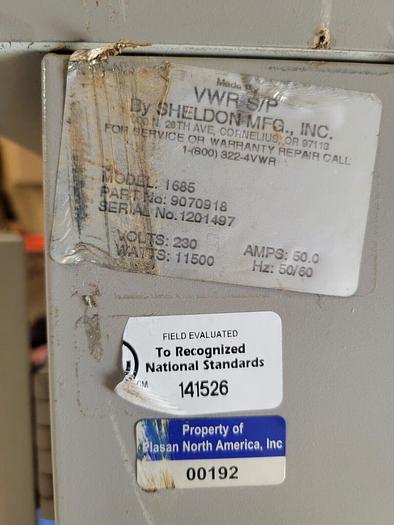 Made by
VWR S/P
By SHELDON MFG., INC.
N. 26TH AVE, CORNELIUS, OR 97113
FOR SERVICE OR WARRANTY REPAIR CALL
1-(800) 322-4VWR
MODEL: 1685
PART No: 9070918
SERIAL No.1201497
VOLTS: 230 AMPS: 50.0
WATTS: 11500 Hz: 50/60
FIELD EVALUATED
To Recognized
National Standards
CM 141526
Property of
Plasan North America, Inc
00192